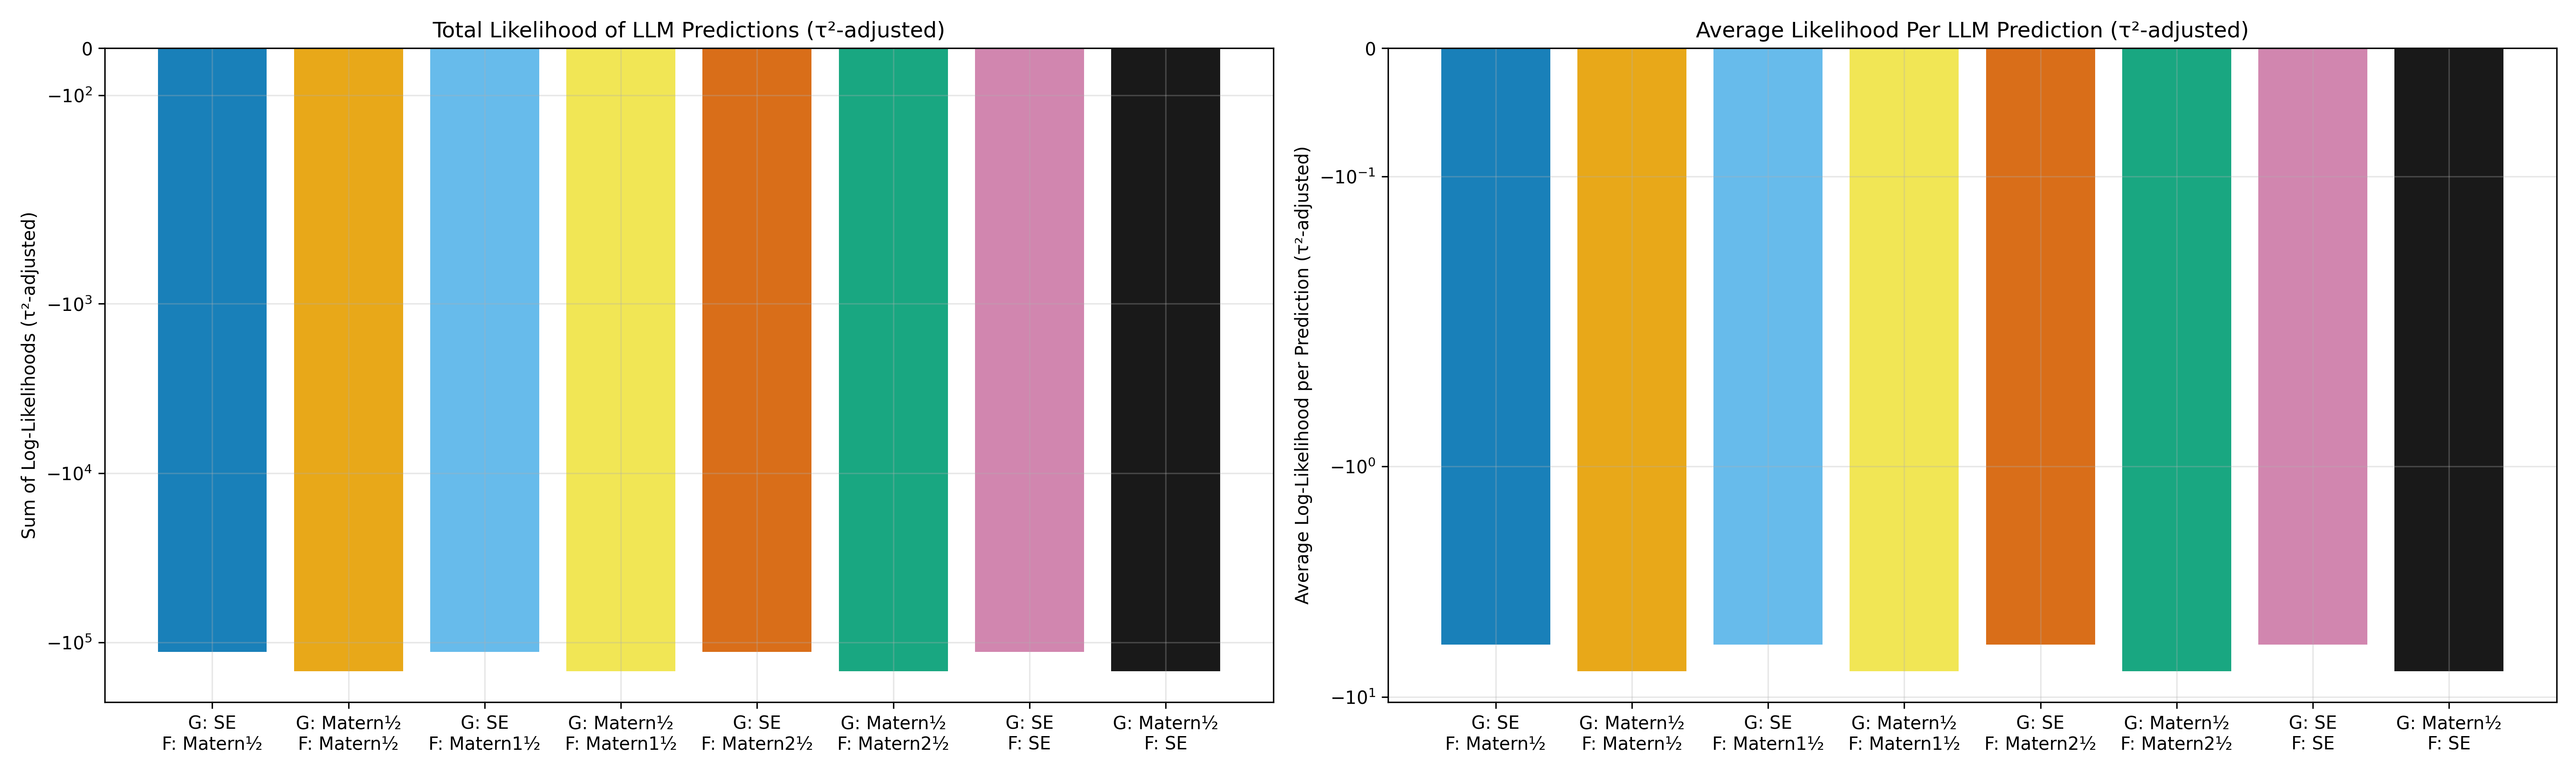 Total Likelihood of LLM Predictions (τ²-adjusted)
Sum of Log-Likelihoods (τ²-adjusted)
0
−10²
−10³
−10⁴
−10⁵
G: SE
F: Matern½
G: Matern½
F: Matern½
G: SE
F: Matern1½
G: Matern½
F: Matern1½
G: SE
F: Matern2½
G: Matern½
F: Matern2½
G: SE
F: SE
G: Matern½
F: SE
Average Likelihood Per LLM Prediction (τ²-adjusted)
Average Log-Likelihood per Prediction (τ²-adjusted)
0
−10⁻¹
−10⁰
−10¹
G: SE
F: Matern½
G: Matern½
F: Matern½
G: SE
F: Matern1½
G: Matern½
F: Matern1½
G: SE
F: Matern2½
G: Matern½
F: Matern2½
G: SE
F: SE
G: Matern½
F: SE